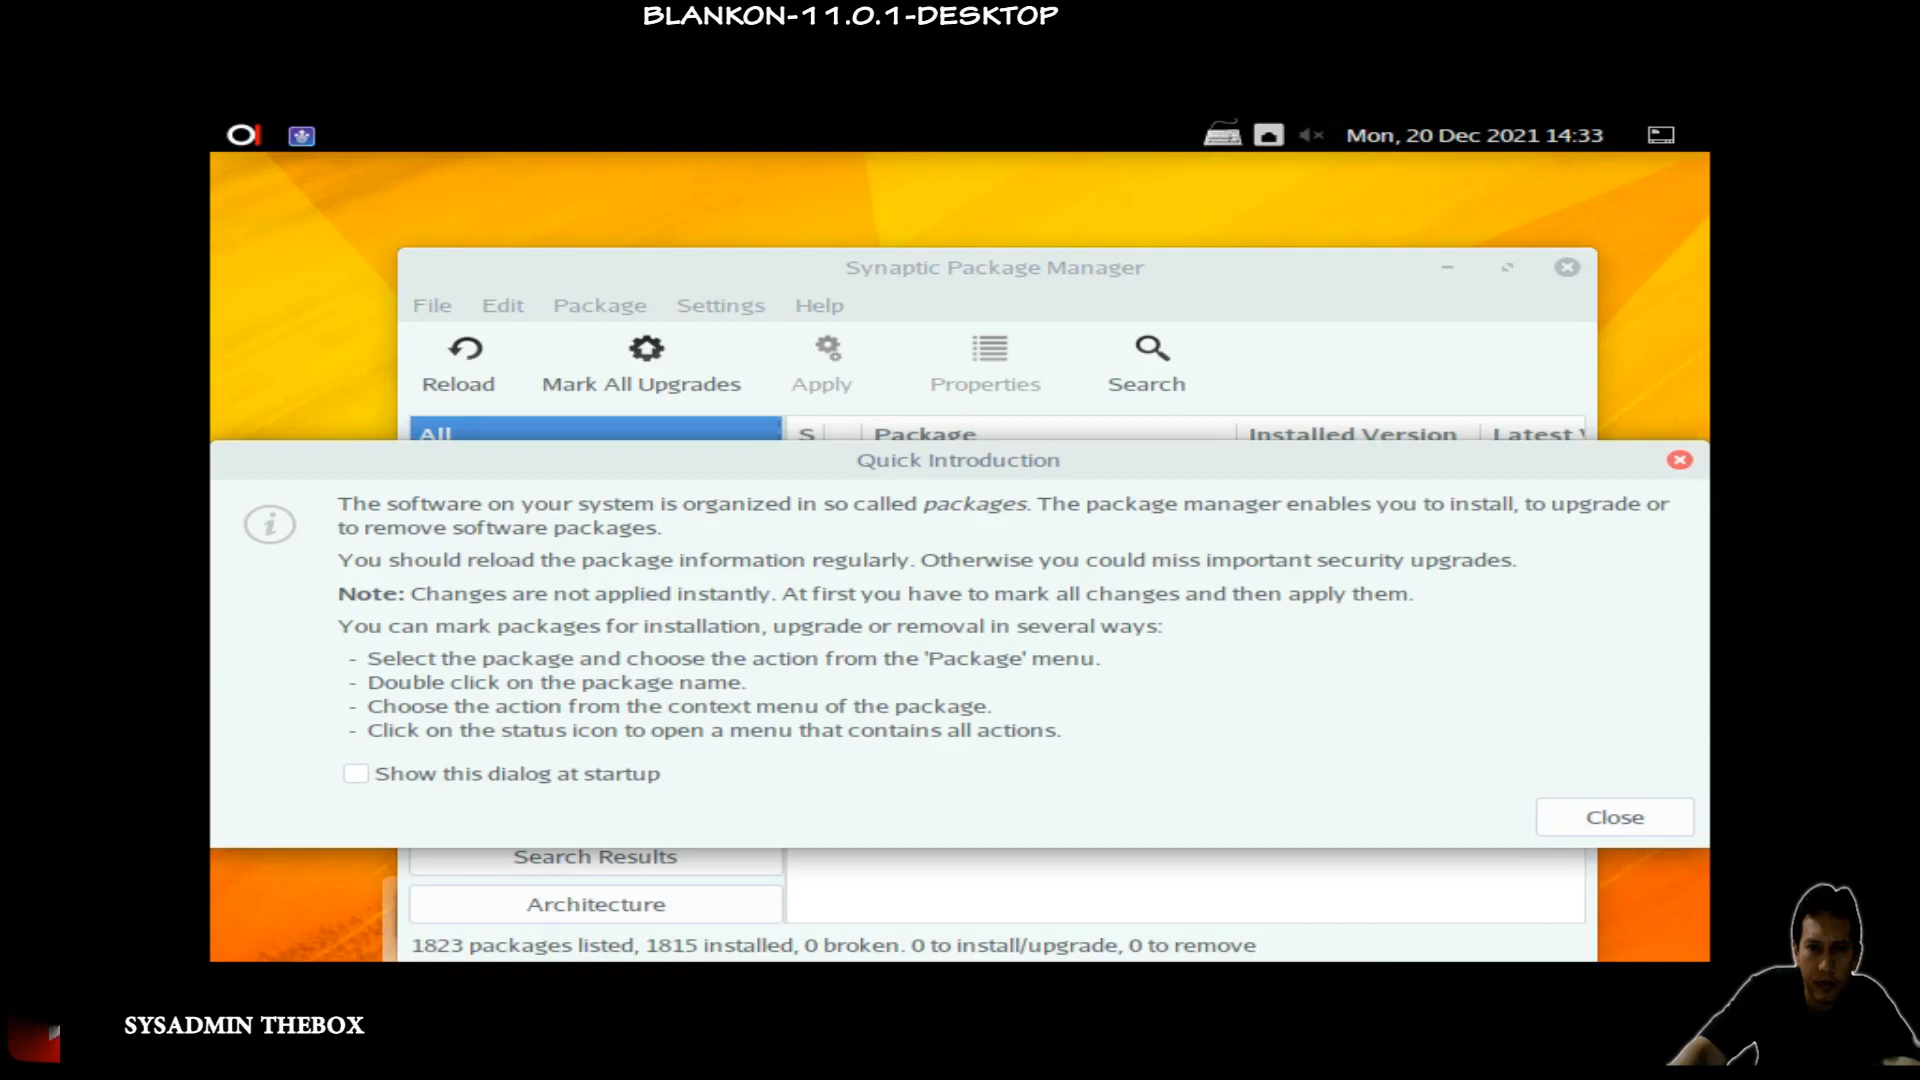 BLANKON-11.0.1-DESKTOP
Mon, 20 Dec 2021 14:33
Synaptic Package Manager
File Edit Package Settings Help
Reload Mark All Upgrades Apply Properties Search
All S Package Installed Version Latest
Quick Introduction
The software on your system is organized in so called packages. The package manager enables you to install, to upgrade or
to remove software packages.
You should reload the package information regularly. Otherwise you could miss important security upgrades.
Note: Changes are not applied instantly. At first you have to mark all changes and then apply them.
You can mark packages for installation, upgrade or removal in several ways:
- Select the package and choose the action from the 'Package' menu.
- Double click on the package name.
- Choose the action from the context menu of the package.
- Click on the status icon to open a menu that contains all actions.
Show this dialog at startup
Close
Search Results
Architecture
1823 packages listed, 1815 installed, 0 broken. 0 to install/upgrade, 0 to remove
SYSADMIN THEBOX